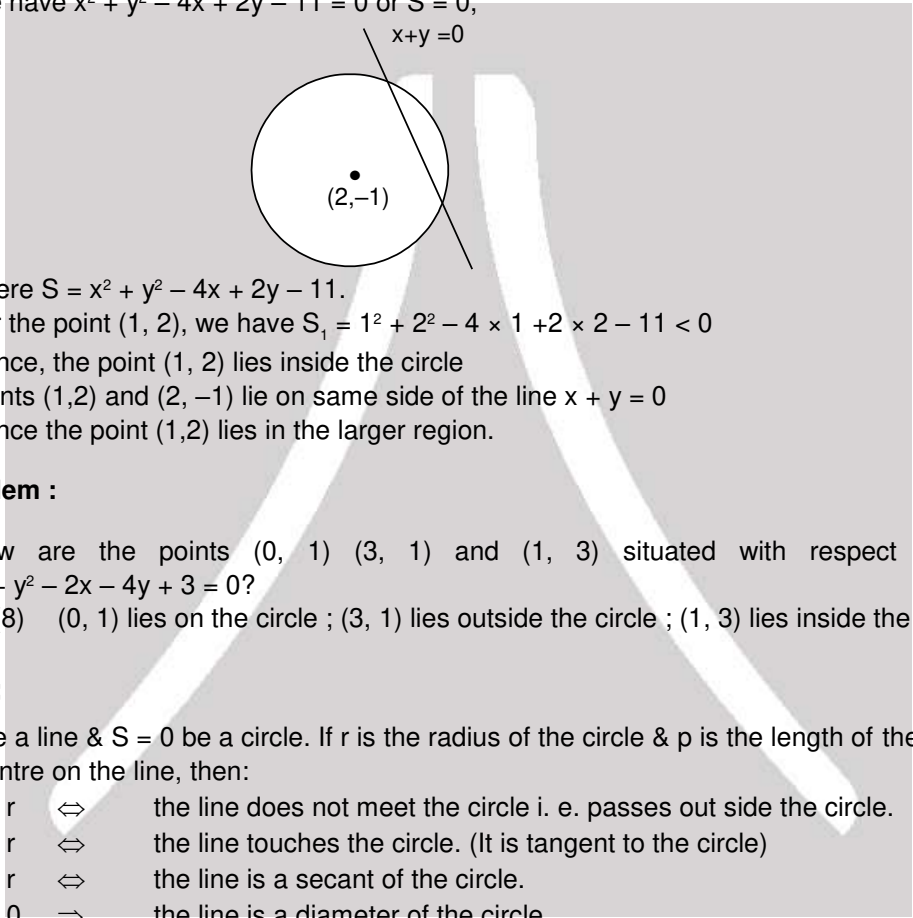 have x² + y² – 4x + 2y – 11 = 0 or S = 0,
x+y =0
(2,–1)
ere S = x² + y² – 4x + 2y – 11.
r the point (1, 2), we have S₁ = 1² + 2² – 4 × 1 +2 × 2 – 11 < 0
nce, the point (1, 2) lies inside the circle
nts (1,2) and (2, –1) lie on same side of the line x + y = 0
nce the point (1,2) lies in the larger region.
lem :
w are the points (0, 1) (3, 1) and (1, 3) situated with respect
y² – 2x – 4y + 3 = 0?
8) (0, 1) lies on the circle ; (3, 1) lies outside the circle ; (1, 3) lies inside the
e a line & S = 0 be a circle. If r is the radius of the circle & p is the length of the
ntre on the line, then:
r ⇔ the line does not meet the circle i. e. passes out side the circle.
r ⇔ the line touches the circle. (It is tangent to the circle)
r ⇔ the line is a secant of the circle.
0 ⇒ the line is a diameter of the circle